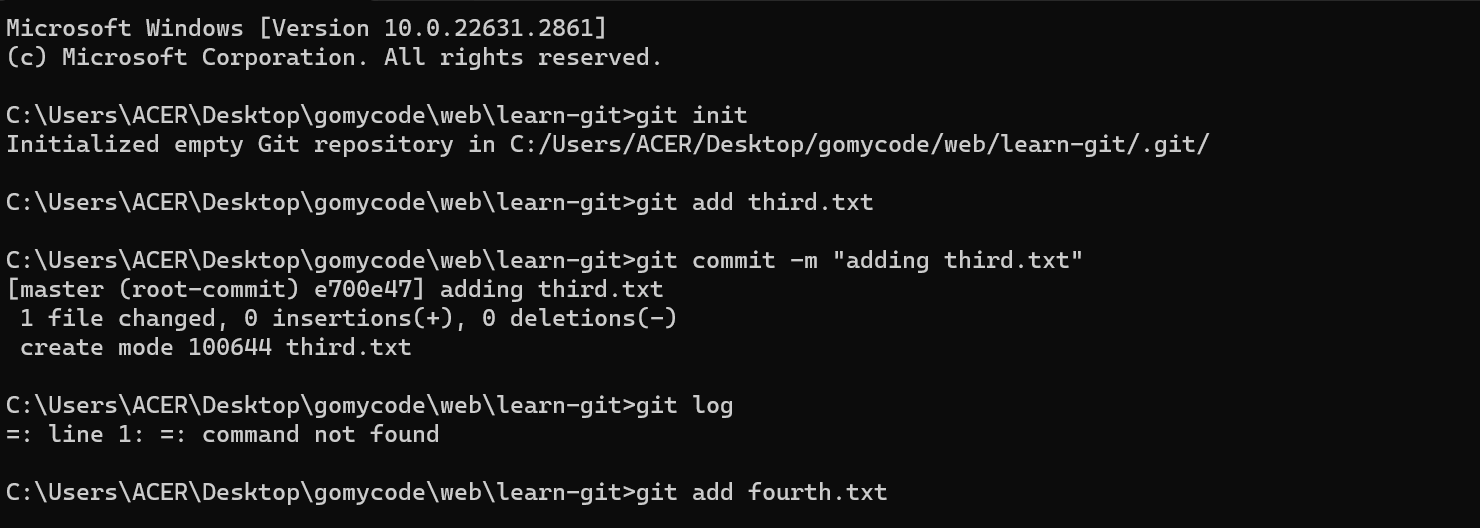 Microsoft Windows [Version 10.0.22631.2861]
(c) Microsoft Corporation. All rights reserved.
C:\Users\ACER\Desktop\gomycode\web\learn-git>git init
Initialized empty Git repository in C:/Users/ACER/Desktop/gomycode/web/learn-git/.git/
C:\Users\ACER\Desktop\gomycode\web\learn-git>git add third.txt
C:\Users\ACER\Desktop\gomycode\web\learn-git>git commit -m "adding third.txt"
[master (root-commit) e700e47] adding third.txt
 1 file changed, 0 insertions(+), 0 deletions(-)
 create mode 100644 third.txt
C:\Users\ACER\Desktop\gomycode\web\learn-git>git log
=: line 1: =: command not found
C:\Users\ACER\Desktop\gomycode\web\learn-git>git add fourth.txt